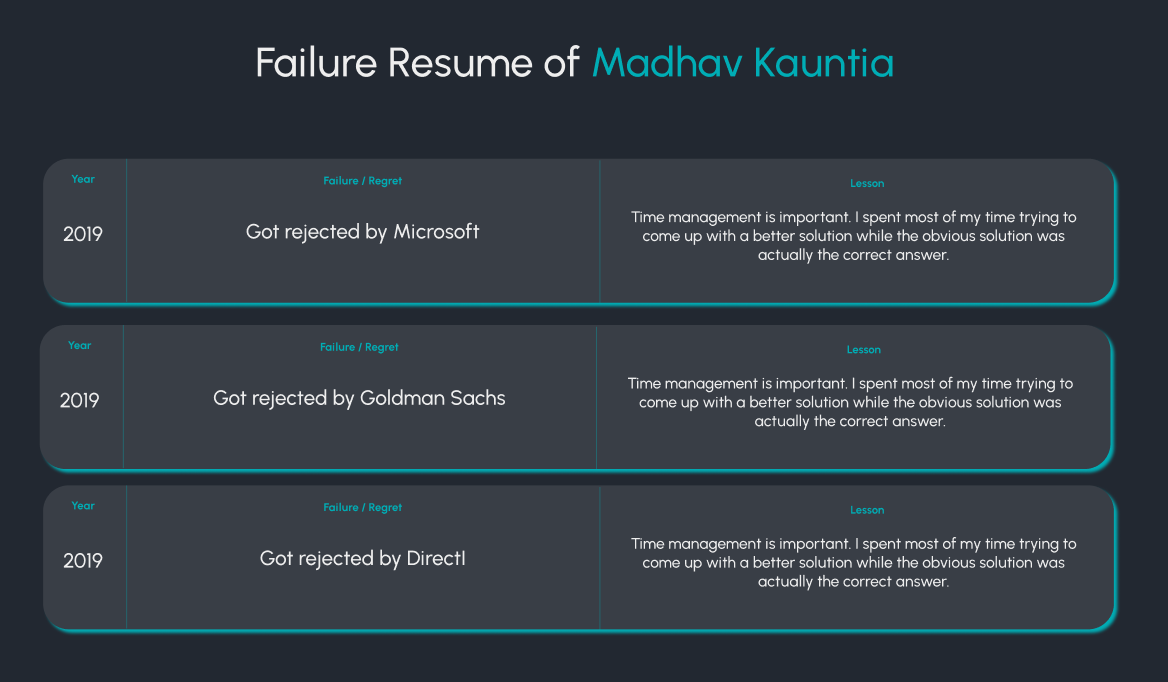 Failure Resume of Madhav Kauntia
Year
Failure / Regret
Lesson
2019
Got rejected by Microsoft
Time management is important. I spent most of my time trying to
come up with a better solution while the obvious solution was
actually the correct answer.
Year
Failure / Regret
Lesson
2019
Got rejected by Goldman Sachs
Time management is important. I spent most of my time trying to
come up with a better solution while the obvious solution was
actually the correct answer.
Year
Failure / Regret
Lesson
2019
Got rejected by DirectI
Time management is important. I spent most of my time trying to
come up with a better solution while the obvious solution was
actually the correct answer.